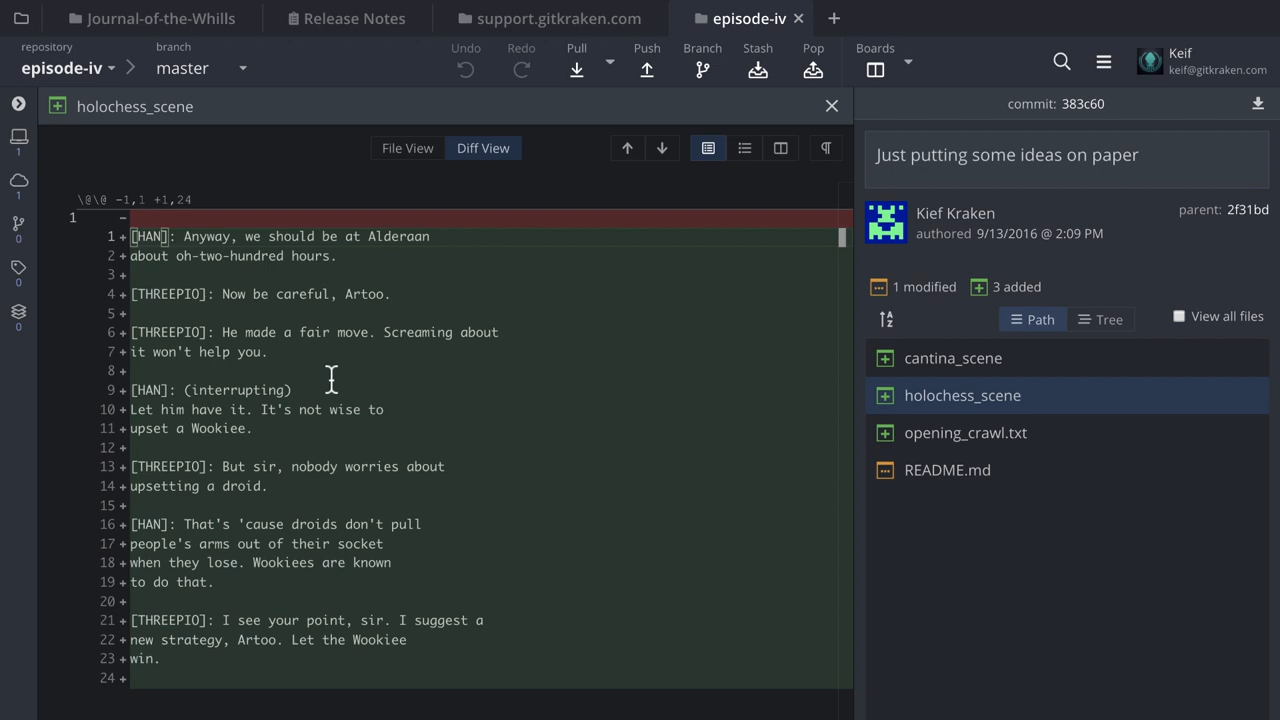 Journal-of-the-Whills
Release Notes
support.gitkraken.com
episode-iv
repository
branch
episode-iv
master
Undo
Redo
Pull
Push
Branch
Stash
Pop
Boards
Keif
keif@gitkraken.com
holochess_scene
File View
Diff View
1
1
0
0
0
\@\@ -1,1 +1,24
1 -
1 + [HAN]: Anyway, we should be at Alderaan
2 + about oh-two-hundred hours.
3 +
4 + [THREEPIO]: Now be careful, Artoo.
5 +
6 + [THREEPIO]: He made a fair move. Screaming about
7 + it won't help you.
8 +
9 + [HAN]: (interrupting)
10 + Let him have it. It's not wise to
11 + upset a Wookiee.
12 +
13 + [THREEPIO]: But sir, nobody worries about
14 + upsetting a droid.
15 +
16 + [HAN]: That's 'cause droids don't pull
17 + people's arms out of their socket
18 + when they lose. Wookiees are known
19 + to do that.
20 +
21 + [THREEPIO]: I see your point, sir. I suggest a
22 + new strategy, Artoo. Let the Wookiee
23 + win.
24 +
commit: 383c60
Just putting some ideas on paper
Kief Kraken
authored 9/13/2016 @ 2:09 PM
parent: 2f31bd
1 modified
3 added
Path
Tree
View all files
cantina_scene
holochess_scene
opening_crawl.txt
README.md